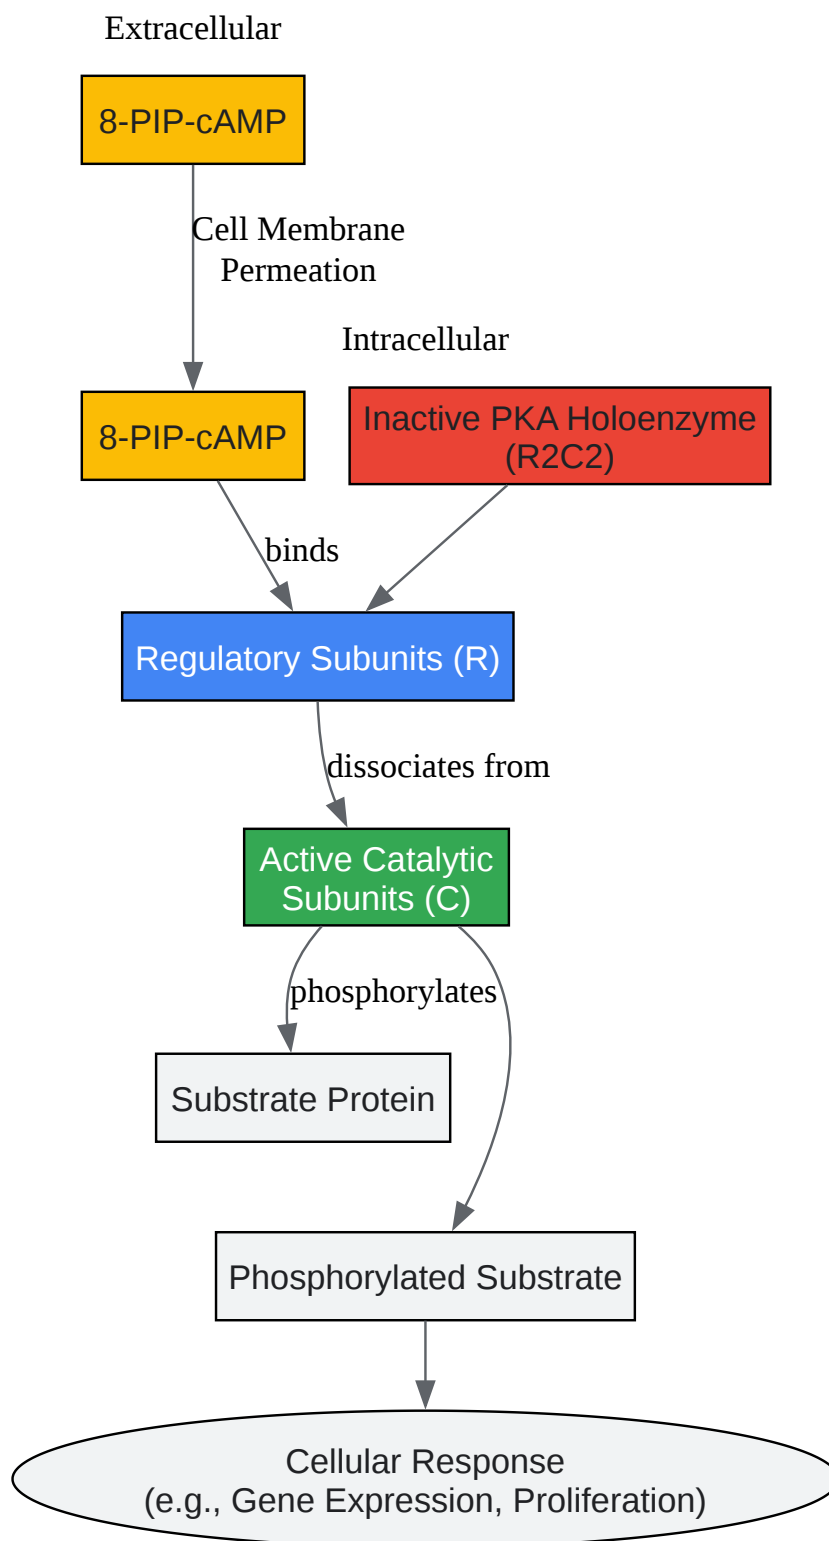 Extracellular
8-PIP-cAMP
Cell Membrane
Permeation
Intracellular
8-PIP-cAMP
Inactive PKA Holoenzyme
(R2C2)
binds
Regulatory Subunits (R)
dissociates from
Active Catalytic
Subunits (C)
phosphorylates
Substrate Protein
Phosphorylated Substrate
Cellular Response
(e.g., Gene Expression, Proliferation)